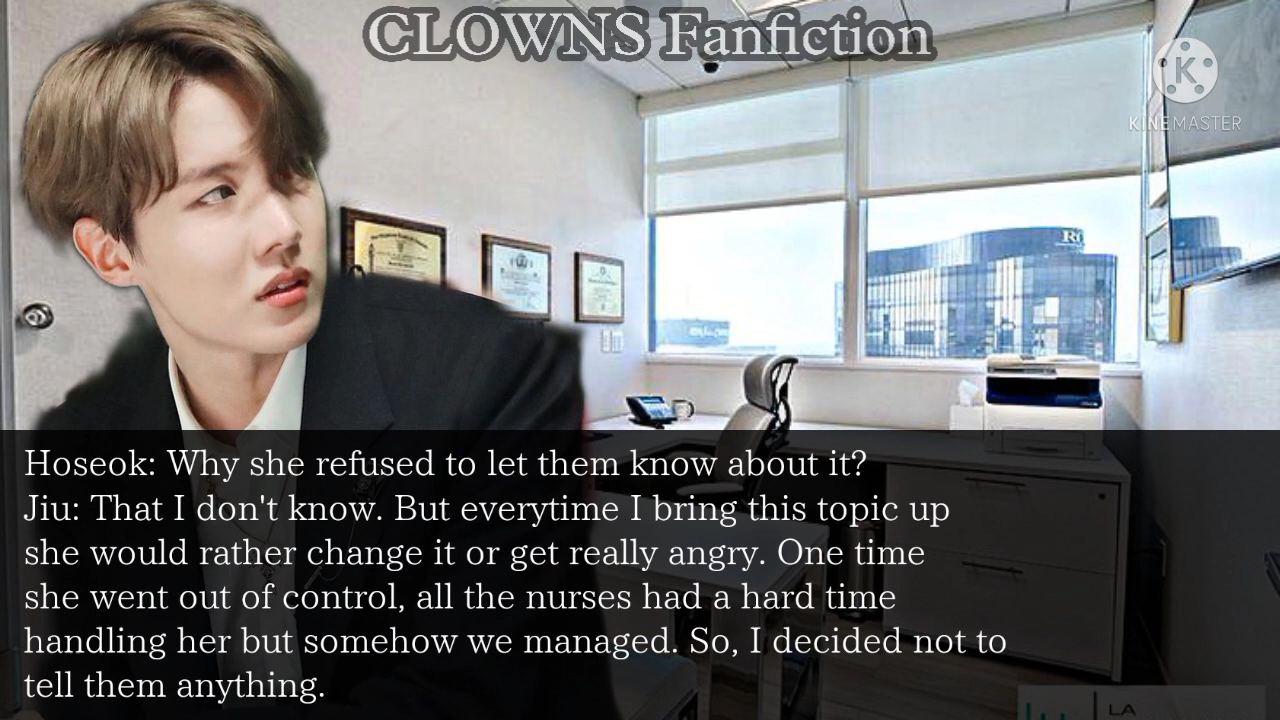 CLOWNS Fanfiction
K
KINEMASTER
Hoseok: Why she refused to let them know about it?
Jiu: That I don't know. But everytime I bring this topic up
she would rather change it or get really angry. One time
she went out of control, all the nurses had a hard time
handling her but somehow we managed. So, I decided not to
tell them anything.
LA